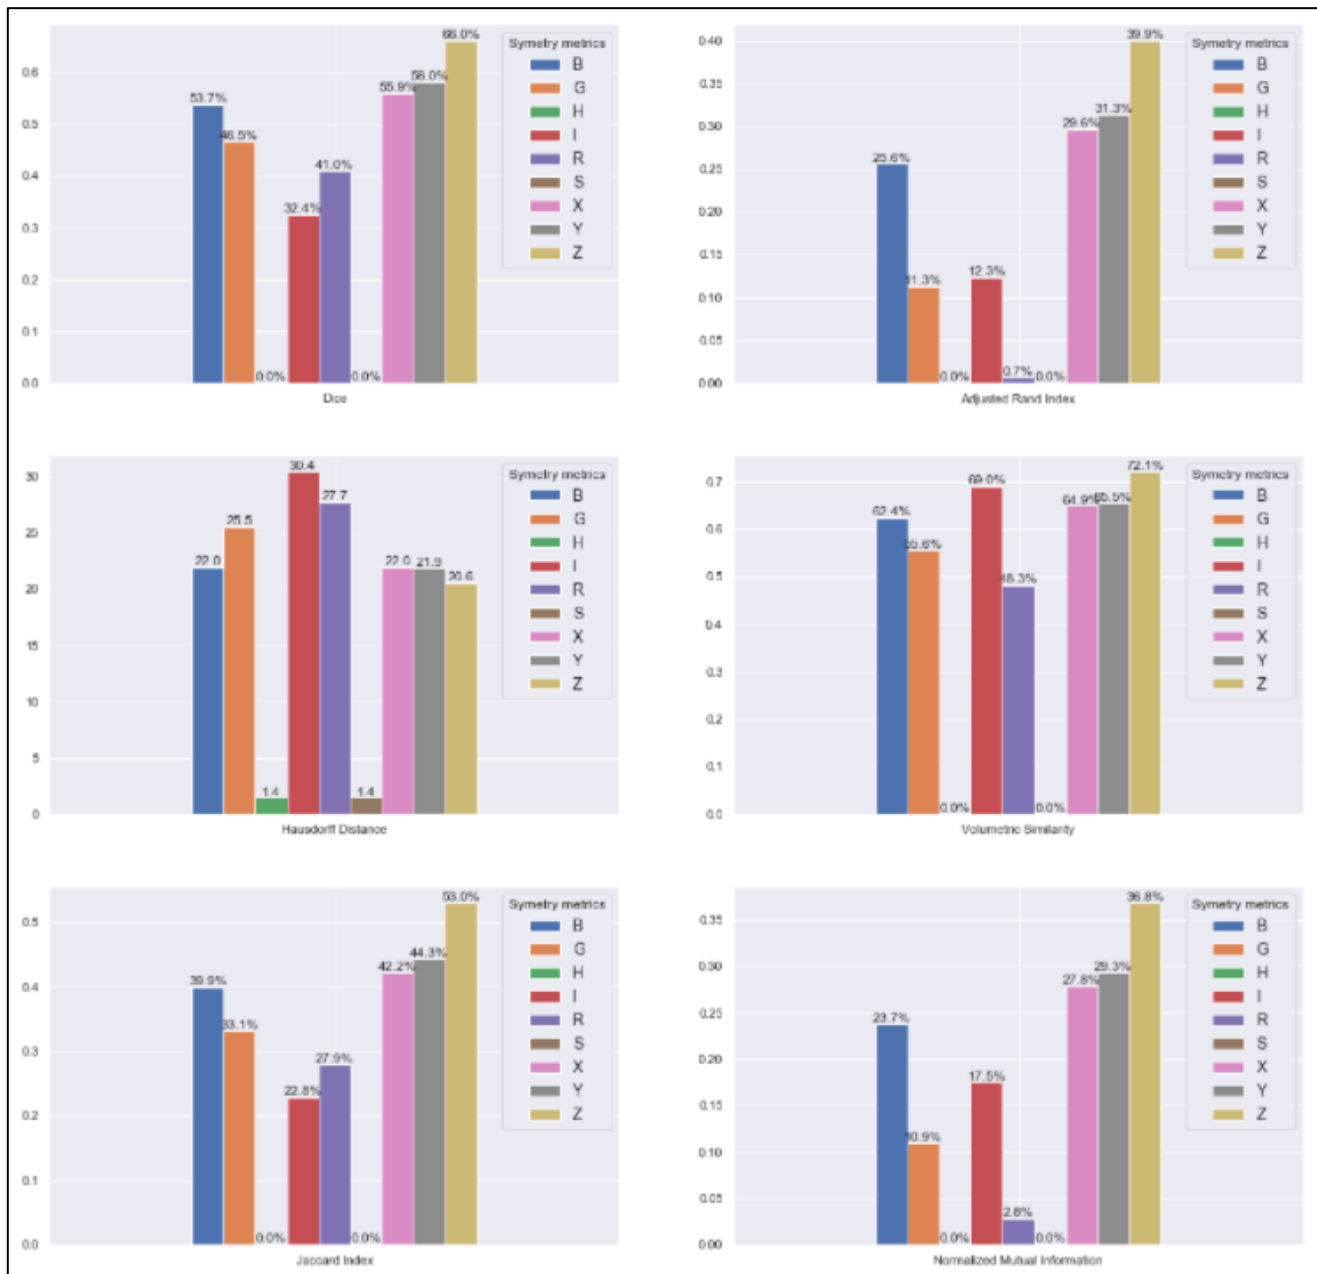 Symetry metrics
B
G
H
I
R
S
X
Y
Z
0.6
0.5
0.4
0.3
0.2
0.1
0.0
53.7%
46.5%
0.0%
32.4%
41.0%
0.0%
55.9%
58.0%
66.0%
Dice
Symetry metrics
B
G
H
I
R
S
X
Y
Z
0.40
0.35
0.30
0.25
0.20
0.15
0.10
0.05
0.00
25.6%
11.3%
0.0%
12.3%
0.7%
0.0%
29.6%
31.3%
39.9%
Adjusted Rand Index
Symetry metrics
B
G
H
I
R
S
X
Y
Z
30
25
20
15
10
5
0
22.0
25.5
1.4
30.4
27.7
1.4
22.0
21.9
20.6
Hausdorff Distance
Symetry metrics
B
G
H
I
R
S
X
Y
Z
0.7
0.6
0.5
0.4
0.3
0.2
0.1
0.0
62.4%
55.6%
0.0%
69.0%
48.3%
0.0%
64.9%
65.5%
72.1%
Volumetric Similarity
Symetry metrics
B
G
H
I
R
S
X
Y
Z
0.5
0.4
0.3
0.2
0.1
0.0
39.9%
33.1%
0.0%
22.8%
27.9%
0.0%
42.2%
44.3%
53.0%
Jaccard Index
Symetry metrics
B
G
H
I
R
S
X
Y
Z
0.35
0.30
0.25
0.20
0.15
0.10
0.05
0.00
23.7%
10.9%
0.0%
17.5%
2.8%
0.0%
27.8%
29.3%
36.8%
Normalized Mutual Information